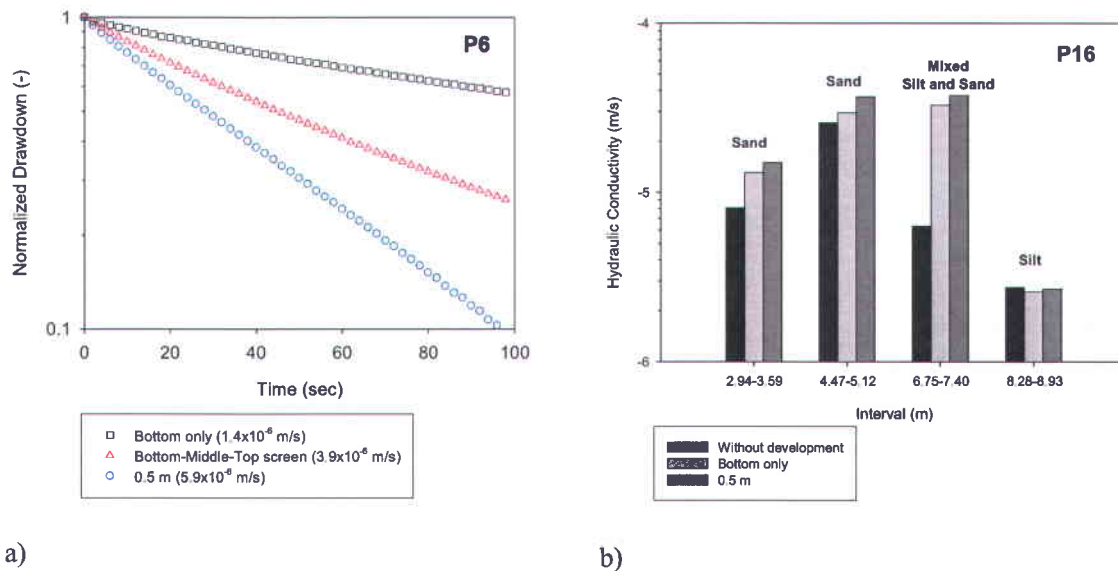 P6
Normalized Drawdown (-)
1
0.1
0 20 40 60 80 100
Time (sec)
Bottom only (1.4x10⁻⁶ m/s)
Bottom-Middle-Top screen (3.9x10⁻⁶ m/s)
0.5 m (5.9x10⁻⁶ m/s)
a)
P16
Hydraulic Conductivity (m/s)
-4
-5
-6
Sand
Sand
Mixed
Silt and Sand
Silt
2.94-3.59 4.47-5.12 6.75-7.40 8.28-8.93
Interval (m)
Without development
Bottom only
0.5 m
b)